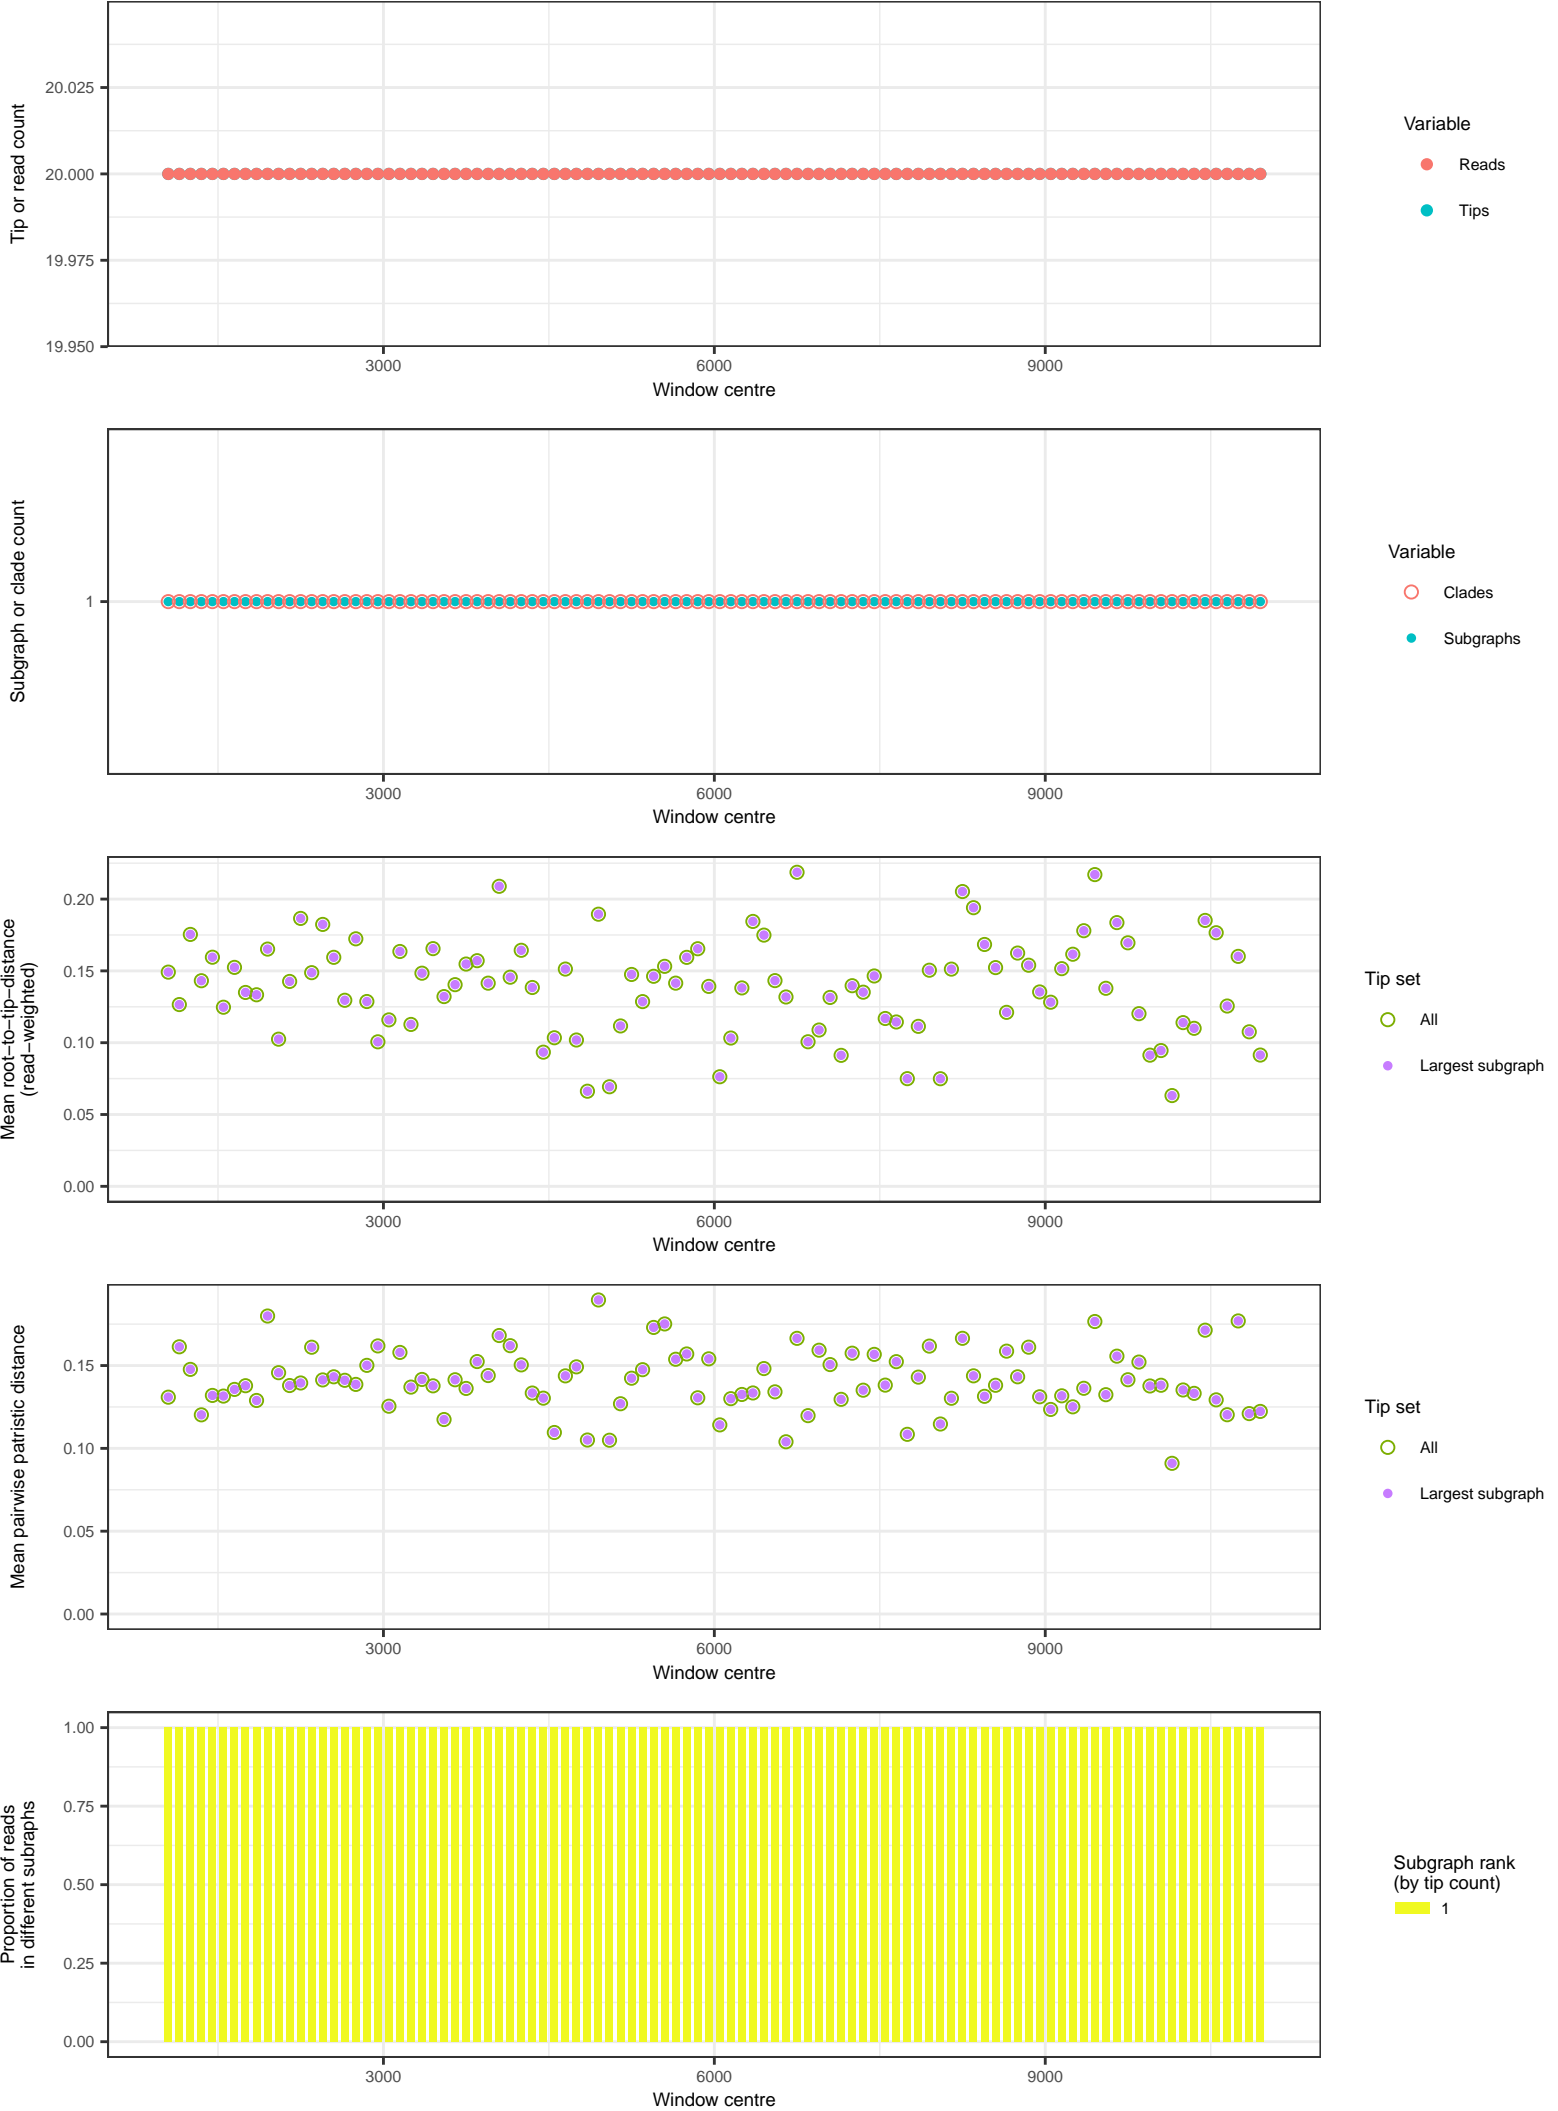 Tip or read count
20.025
20.000
19.975
19.950
3000
6000
9000
Window centre
Variable
Reads
Tips
Subgraph or clade count
1
3000
6000
9000
Window centre
Variable
Clades
Subgraphs
Mean root−to−tip−distance
(read−weighted)
0.20
0.15
0.10
0.05
0.00
3000
6000
9000
Window centre
Tip set
All
Largest subgraph
Mean pairwise patristic distance
0.15
0.10
0.05
0.00
3000
6000
9000
Window centre
Tip set
All
Largest subgraph
Proportion of reads
in different subraphs
1.00
0.75
0.50
0.25
0.00
3000
6000
9000
Window centre
Subgraph rank
(by tip count)
1